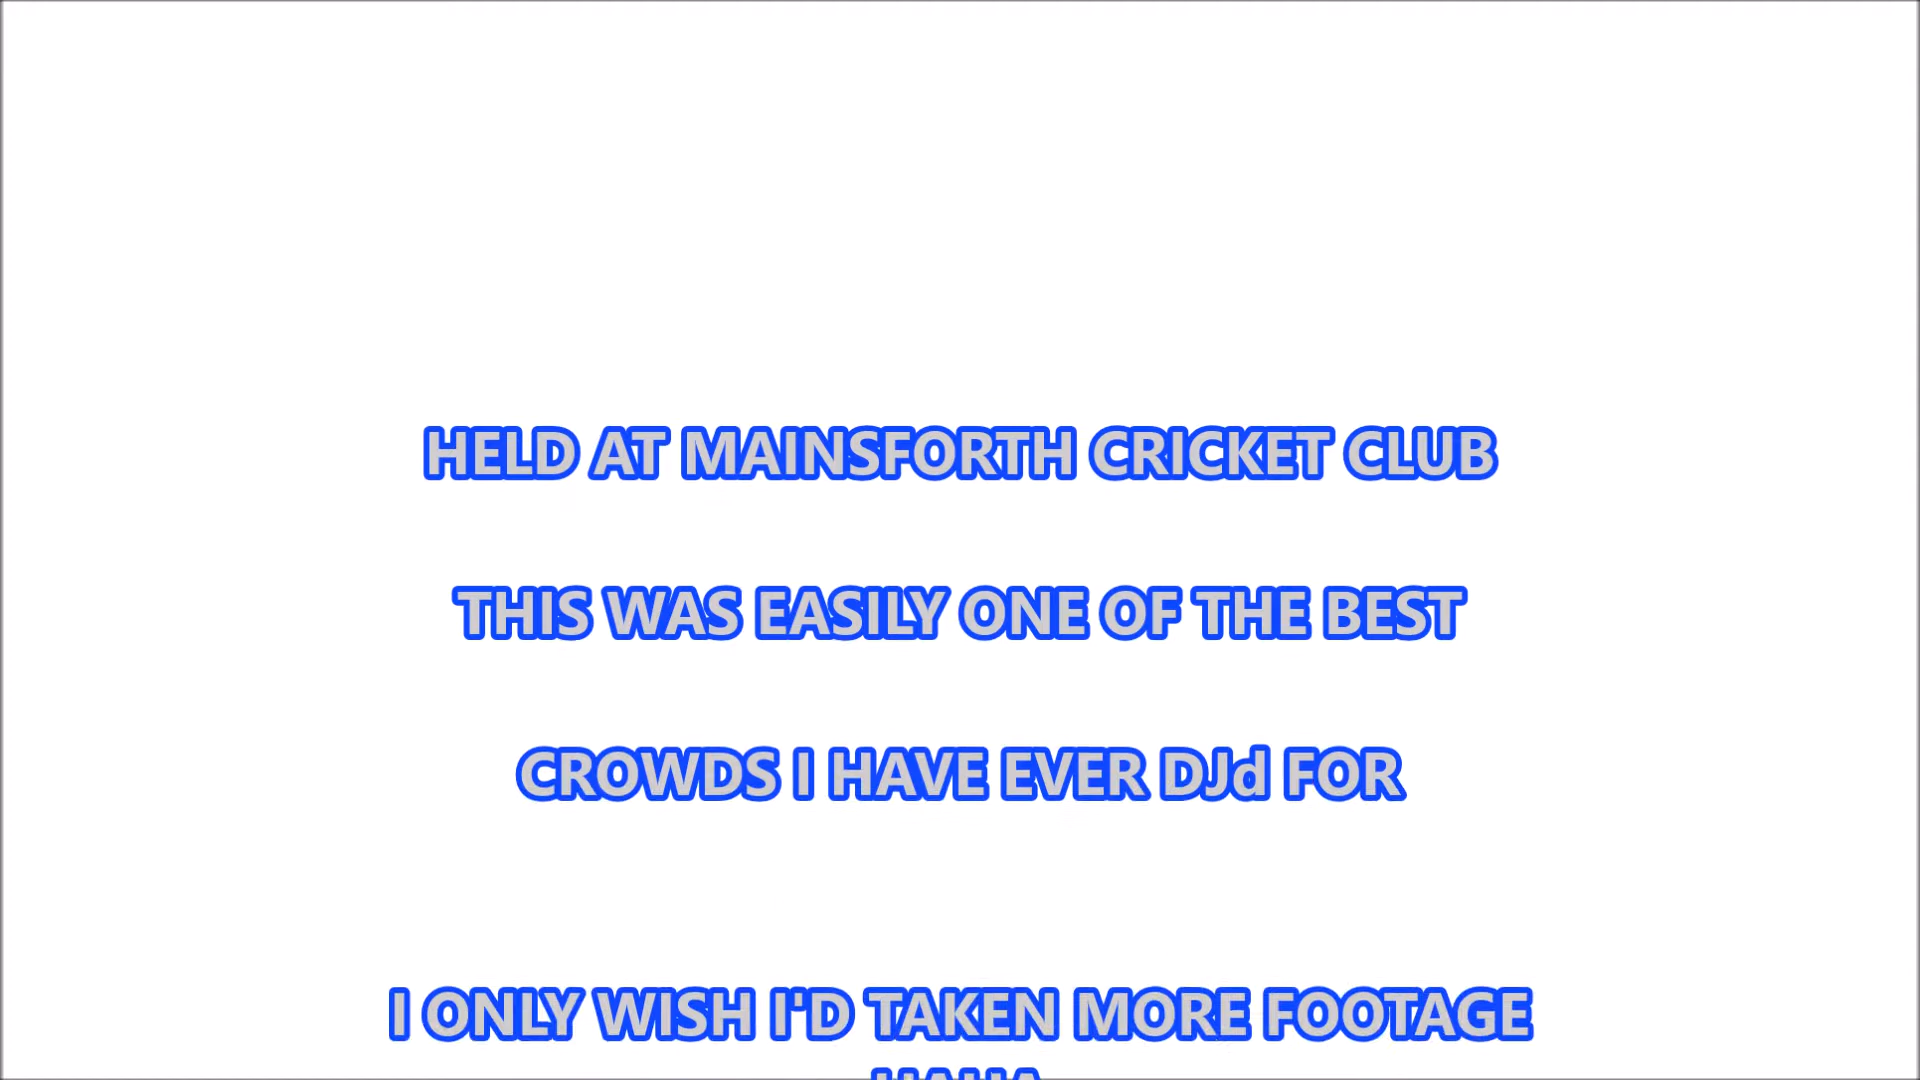 HELD AT MAINSFORTH CRICKET CLUB
THIS WAS EASILY ONE OF THE BEST
CROWDS I HAVE EVER DJd FOR
I ONLY WISH I'D TAKEN MORE FOOTAGE